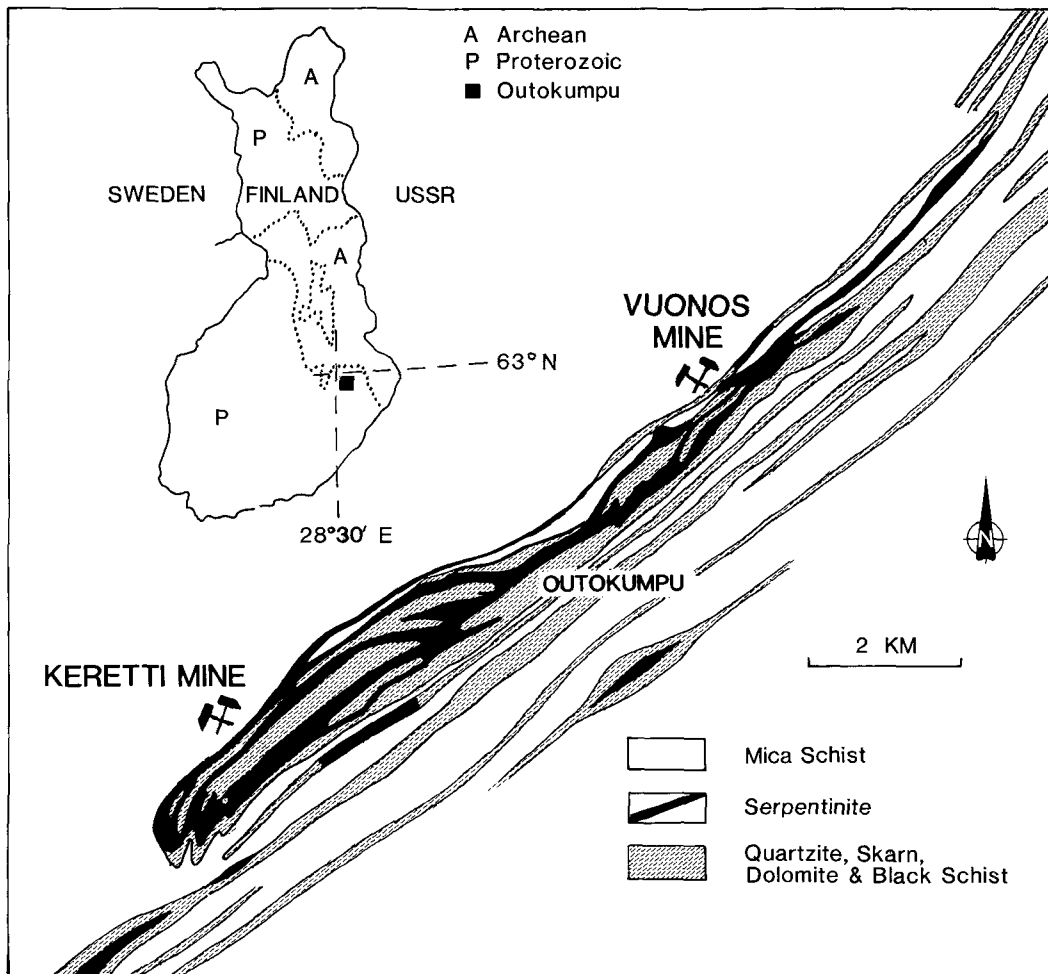 A Archean
P Proterozoic
■ Outokumpu
A
P
SWEDEN
FINLAND
USSR
A
63° N
P
28°30' E
VUONOS
MINE
N
OUTOKUMPU
2 KM
KERETTI MINE
Mica Schist
Serpentinite
Quartzite, Skarn,
Dolomite & Black Schist